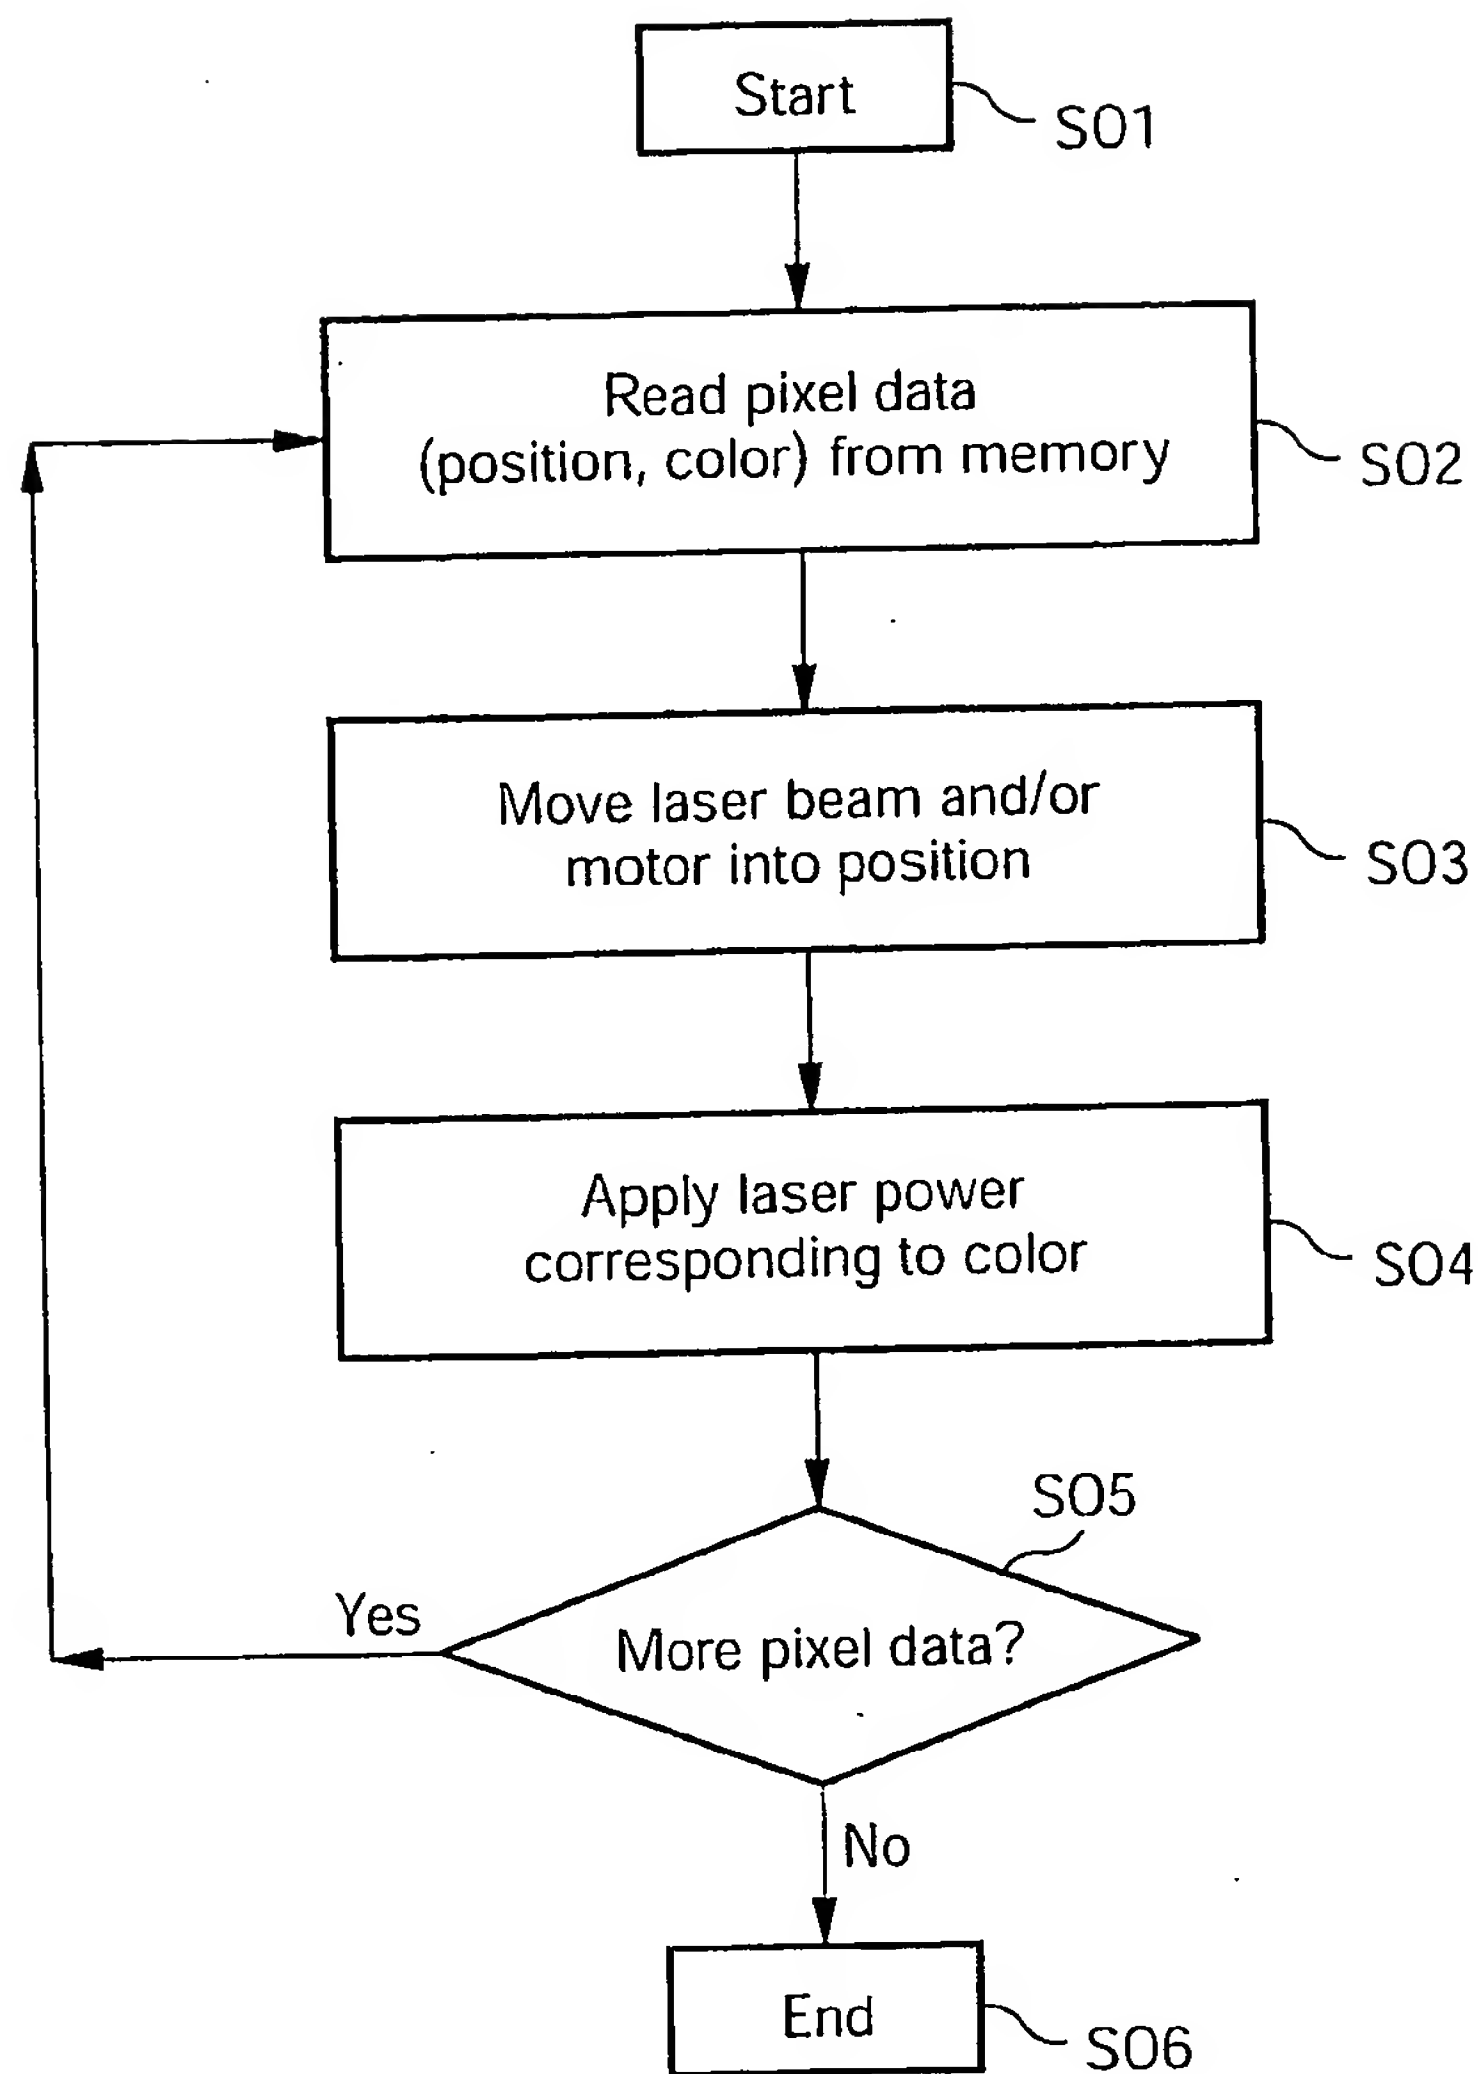 Start
S01
Read pixel data
(position, color) from memory
S02
Move laser beam and/or
motor into position
S03
Apply laser power
corresponding to color
S04
S05
Yes
More pixel data?
No
End
S06